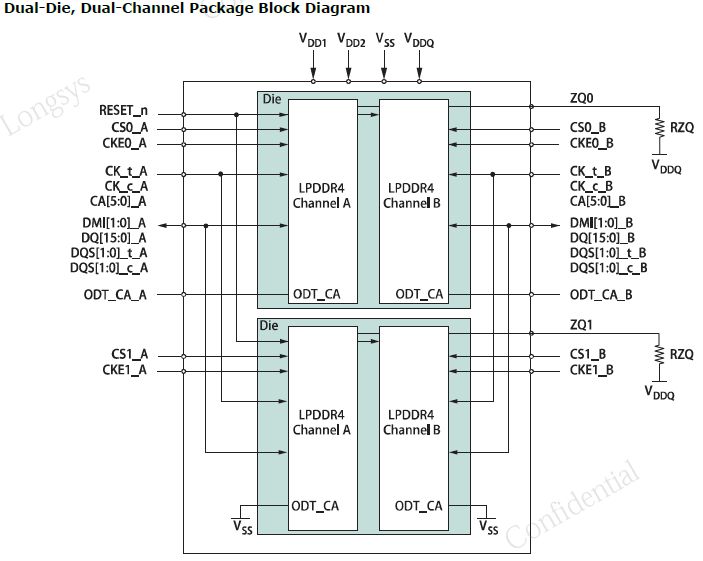 Dual-Die, Dual-Channel Package Block Diagram
Longsys
VDD1 VDD2 VSS VDDQ
Die
ZQ0
RESET_n
CS0_A
CKE0_A
CS0_B
CKE0_B
RZQ
VDDQ
CK_t_A
CK_c_A
CA[5:0]_A
LPDDR4
Channel A
LPDDR4
Channel B
CK_t_B
CK_c_B
CA[5:0]_B
DMI[1:0]_A
DQ[15:0]_A
DQS[1:0]_t_A
DQS[1:0]_c_A
DMI[1:0]_B
DQ[15:0]_B
DQS[1:0]_t_B
DQS[1:0]_c_B
ODT_CA_A
ODT_CA
ODT_CA
ODT_CA_B
Die
ZQ1
CS1_A
CKE1_A
CS1_B
CKE1_B
RZQ
VDDQ
LPDDR4
Channel A
LPDDR4
Channel B
ODT_CA
ODT_CA
VSS
VSS
Confidential